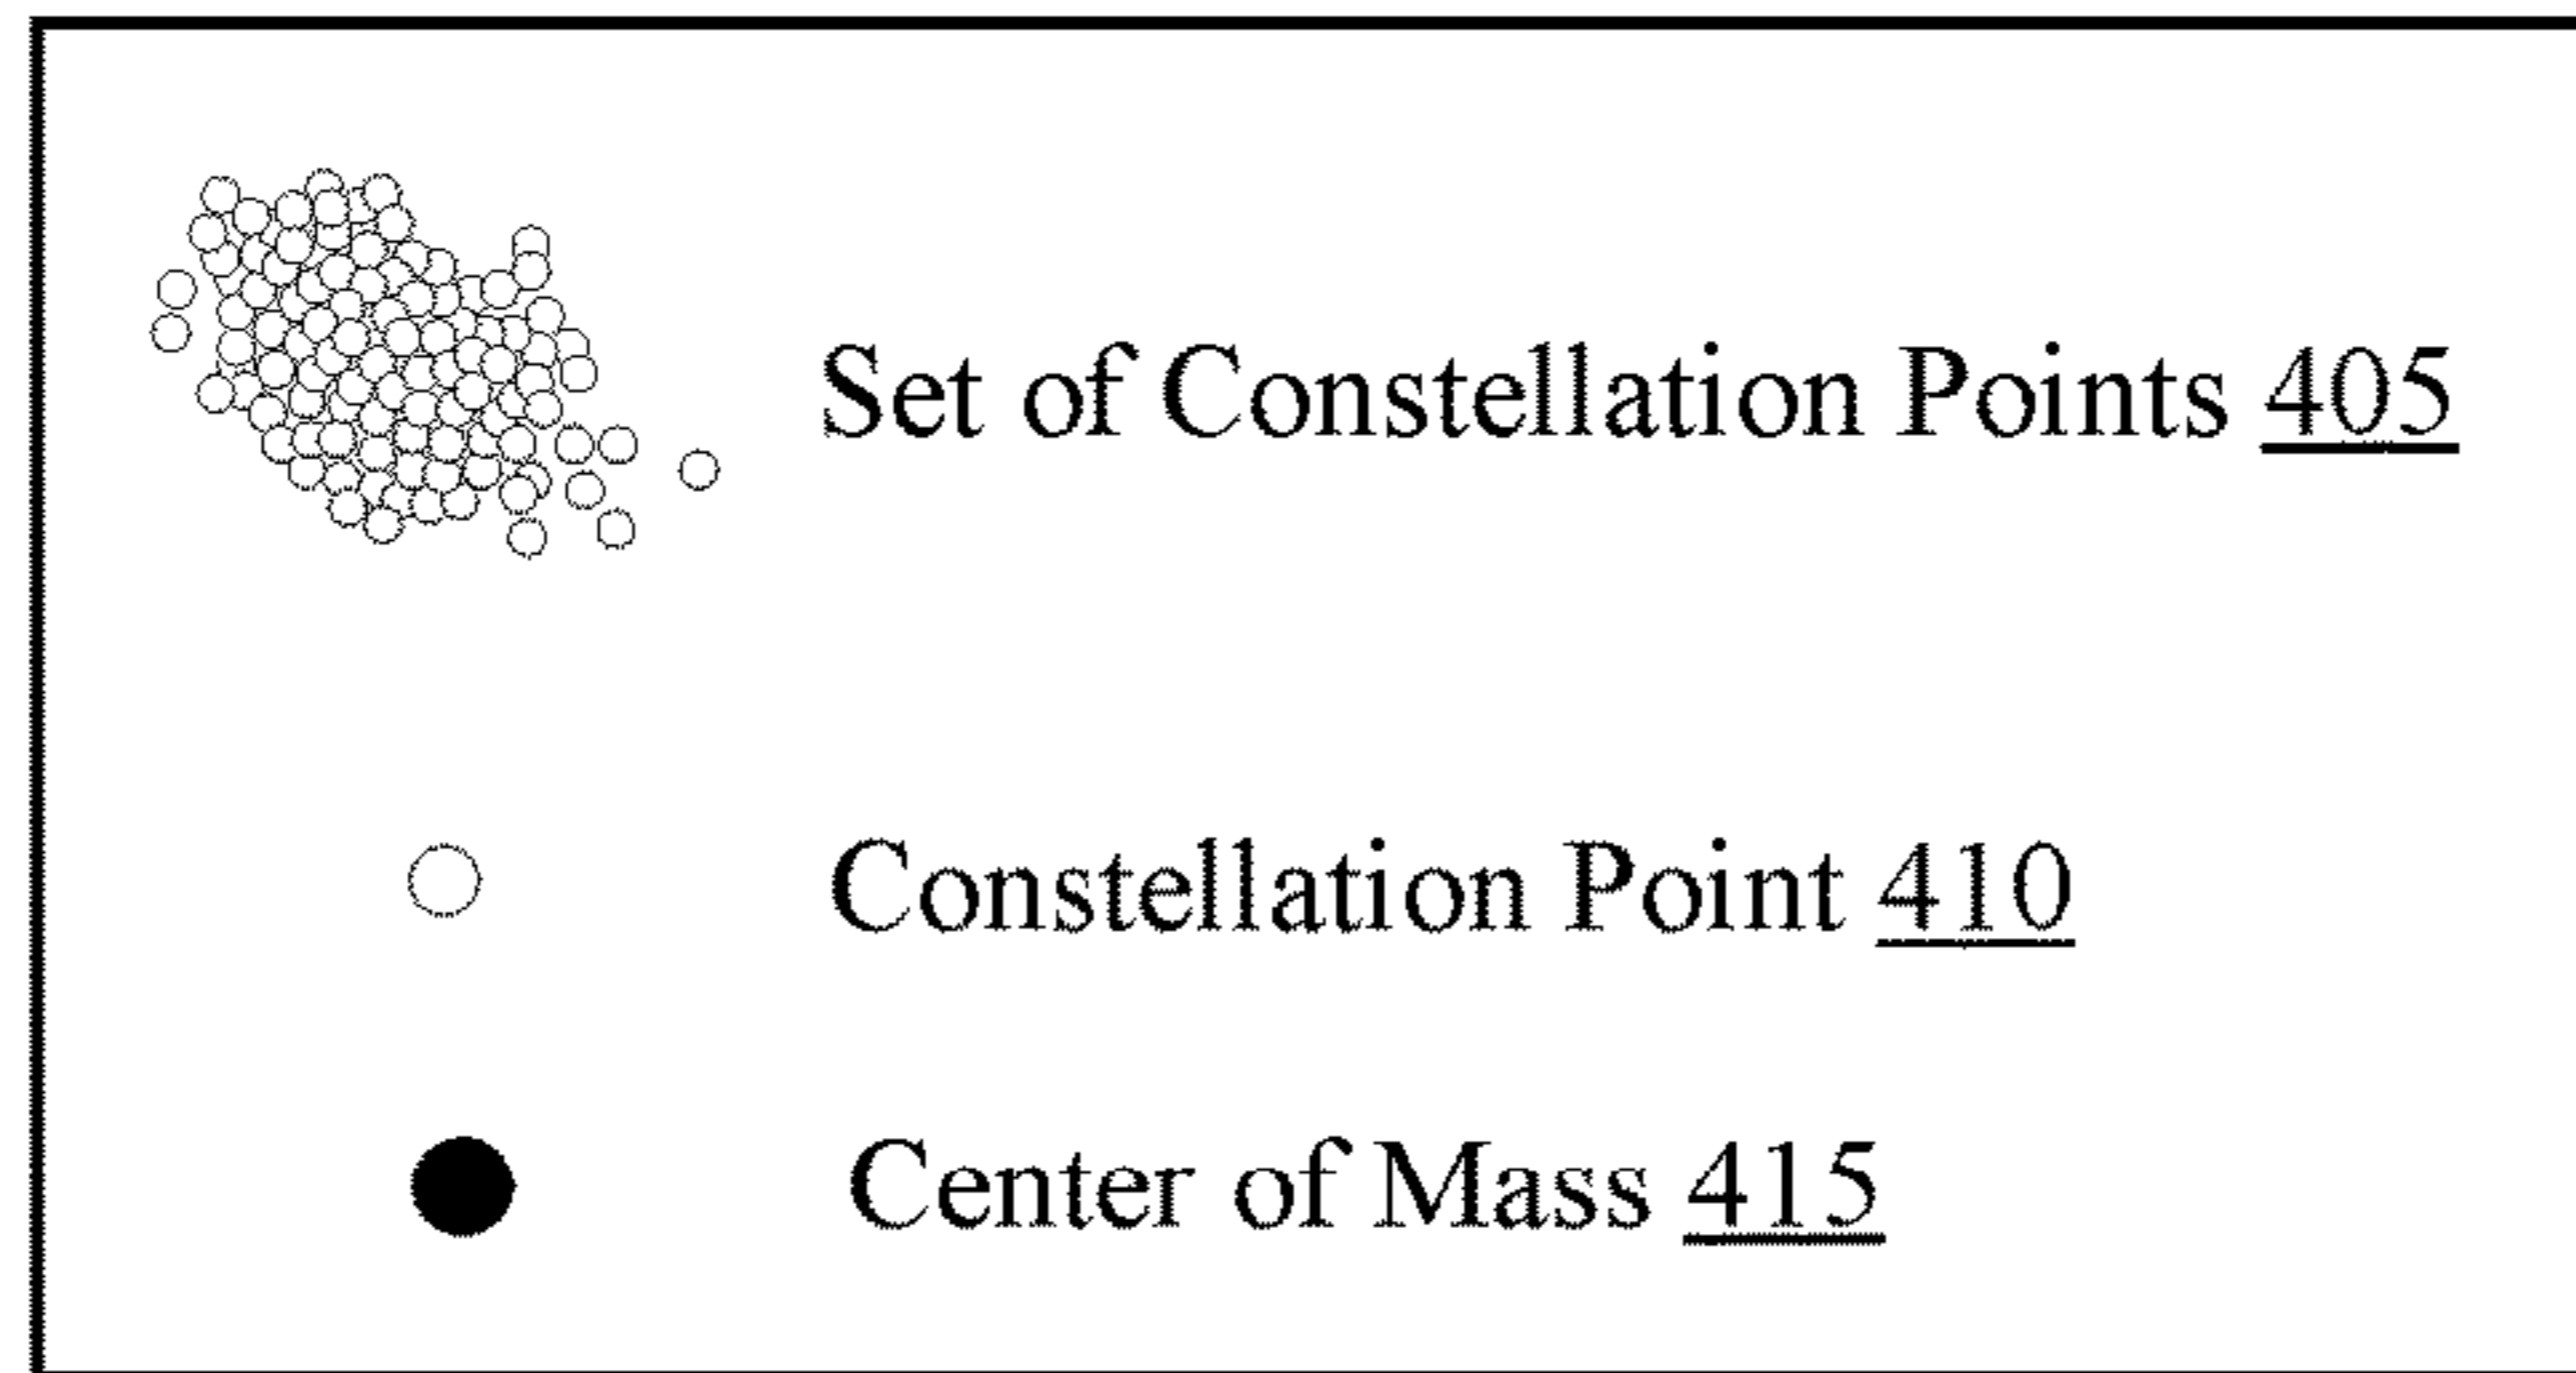 Set of Constellation Points 405
Constellation Point 410
Center of Mass 415